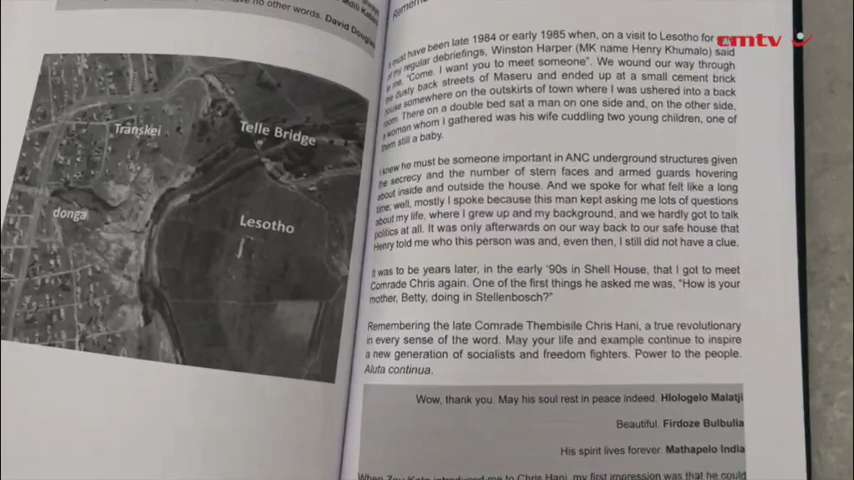 have no other words. David Douglas
Transkei
Telle Bridge
donga
Lesotho
must have been late 1984 or early 1985 when, on a visit to Lesotho for
of my regular debriefings, Winston Harper (MK name Henry Khumalo) said
to me, "Come. I want you to meet someone". We wound our way through
the dusty back streets of Maseru and ended up at a small cement brick
house somewhere on the outskirts of town where I was ushered into a back
room. There on a double bed sat a man on one side and, on the other side,
a woman whom I gathered was his wife cuddling two young children, one of
them still a baby.
I knew he must be someone important in ANC underground structures given
the secrecy and the number of stern faces and armed guards hovering
about inside and outside the house. And we spoke for what felt like a long
time; well, mostly I spoke because this man kept asking me lots of questions
about my life, where I grew up and my background, and we hardly got to talk
politics at all. It was only afterwards on our way back to our safe house that
Henry told me who this person was and, even then, I still did not have a clue.
It was to be years later, in the early '90s in Shell House, that I got to meet
Comrade Chris again. One of the first things he asked me was, "How is your
mother, Betty, doing in Stellenbosch?"
Remembering the late Comrade Thembisile Chris Hani, a true revolutionary
in every sense of the word. May your life and example continue to inspire
a new generation of socialists and freedom fighters. Power to the people.
Aluta continua.
Wow, thank you. May his soul rest in peace indeed. Hlologelo Malatji
Beautiful. Firdoze Bulbulia
His spirit lives forever. Mathapelo India
introduced me to Chris Hani, my first impression was that he could
cmtv